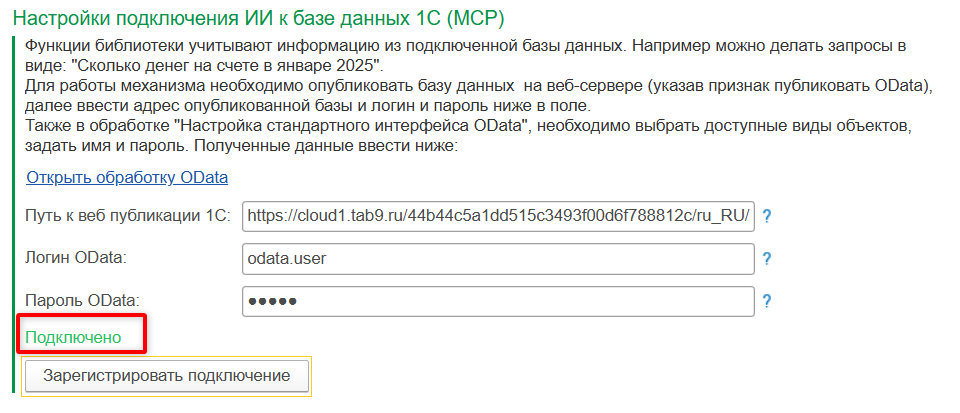 Настройки подключения ИИ к базе данных 1С (MCP)
Функции библиотеки учитывают информацию из подключенной базы данных. Например можно делать запросы в
виде: "Сколько денег на счете в январе 2025".
Для работы механизма необходимо опубликовать базу данных на веб-сервере (указав признак публиковать OData),
далее ввести адрес опубликованной базы и логин и пароль ниже в поле.
Также в обработке "Настройка стандартного интерфейса OData", необходимо выбрать доступные виды объектов,
задать имя и пароль. Полученные данные ввести ниже:
Открыть обработку OData
Путь к веб публикации 1С: https://cloud1.tab9.ru/44b44c5a1dd515c3493f00d6f788812c/ru_RU/ ?
Логин OData: odata.user ?
Пароль OData: ●●●●● ?
Подключено
Зарегистрировать подключение